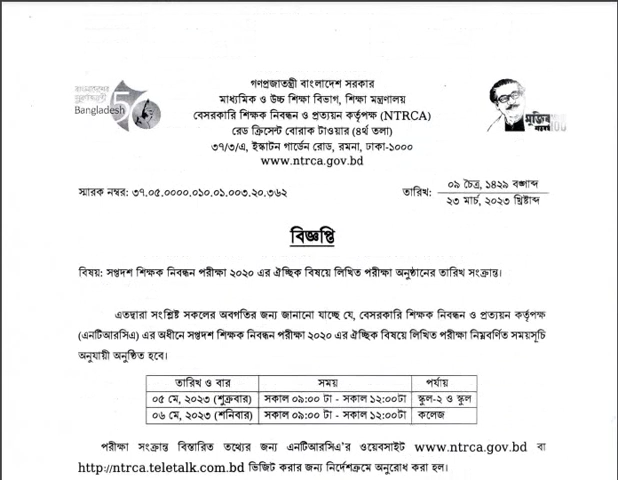 গণপ্রজাতন্ত্রী বাংলাদেশ সরকার
মাধ্যমিক ও উচ্চ শিক্ষা বিভাগ, শিক্ষা মন্ত্রণালয়
বেসরকারি শিক্ষক নিবন্ধন ও প্রত্যয়ন কর্তৃপক্ষ (NTRCA)
রেড ক্রিসেন্ট বোরাক টাওয়ার (৪র্থ তলা)
৩৭/৩/এ, ইস্কাটন গার্ডেন রোড, রমনা, ঢাকা-১০০০
www.ntrca.gov.bd
Bangladesh 50
মুজিব
১০০
স্মারক নম্বর: ৩৭.০৫.০০০০.০১০.০১.০০৩.২০.৩৬২
তারিখ: ০৯ চৈত্র, ১৪২৯ বঙ্গাব্দ
২৩ মার্চ, ২০২৩ খ্রিষ্টাব্দ
বিজ্ঞপ্তি
বিষয়: সপ্তদশ শিক্ষক নিবন্ধন পরীক্ষা ২০২০ এর ঐচ্ছিক বিষয়ে লিখিত পরীক্ষা অনুষ্ঠানের তারিখ সংক্রান্ত।
এতদ্বারা সংশ্লিষ্ট সকলের অবগতির জন্য জানানো যাচ্ছে যে, বেসরকারি শিক্ষক নিবন্ধন ও প্রত্যয়ন কর্তৃপক্ষ
(এনটিআরসিএ) এর অধীনে সপ্তদশ শিক্ষক নিবন্ধন পরীক্ষা ২০২০ এর ঐচ্ছিক বিষয়ে লিখিত পরীক্ষা নিম্নবর্ণিত সময়সূচি
অনুযায়ী অনুষ্ঠিত হবে।
তারিখ ও বার সময় পর্যায়
০৫ মে, ২০২৩ (শুক্রবার) সকাল ০৯:০০ টা - সকাল ১২:০০টা স্কুল-২ ও স্কুল
০৬ মে, ২০২৩ (শনিবার) সকাল ০৯:০০ টা - সকাল ১২:০০টা কলেজ
পরীক্ষা সংক্রান্ত বিস্তারিত তথ্যের জন্য এনটিআরসিএ'র ওয়েবসাইট www.ntrca.gov.bd বা
http://ntrca.teletalk.com.bd ভিজিট করার জন্য নির্দেশক্রমে অনুরোধ করা হল।